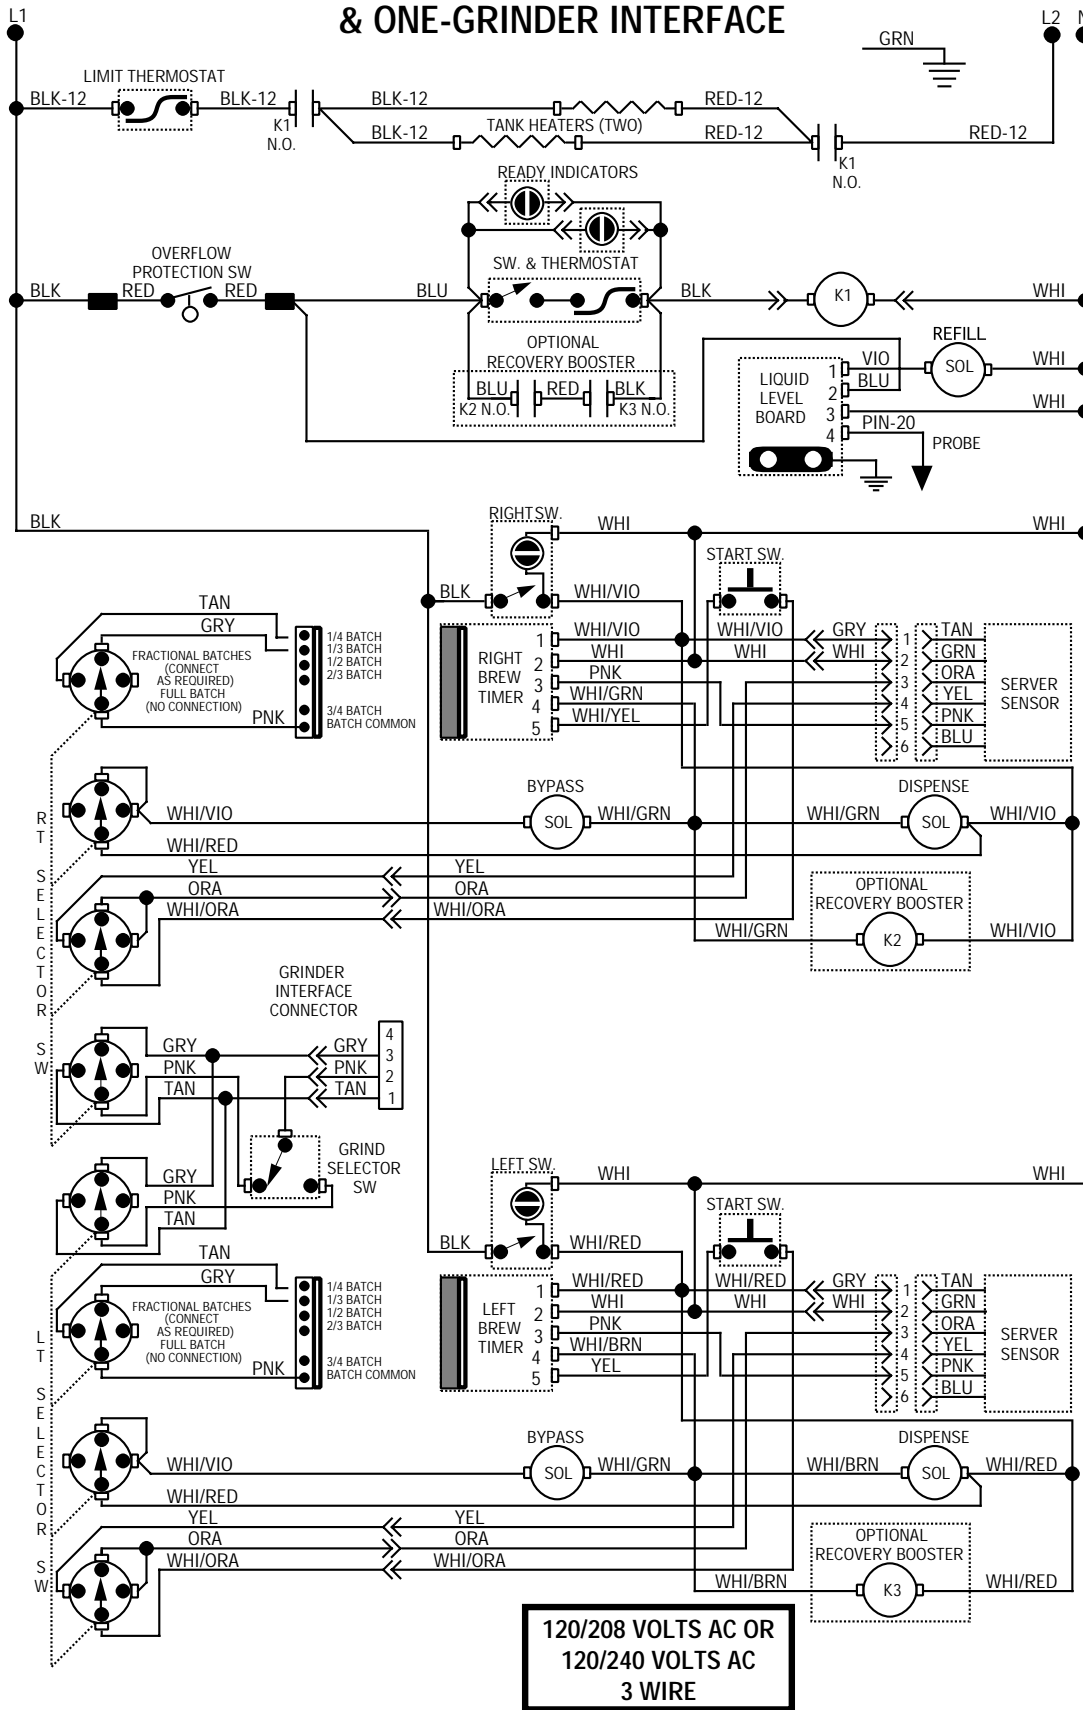 & ONE-GRINDER INTERFACE
L1
L2 N
GRN
LIMIT THERMOSTAT
BLK-12
BLK-12
BLK-12
RED-12
K1
N.O.
BLK-12
TANK HEATERS (TWO)
RED-12
RED-12
K1
N.O.
READY INDICATORS
OVERFLOW
PROTECTION SW
SW. & THERMOSTAT
BLK
RED
RED
BLU
BLK
K1
WHI
OPTIONAL
RECOVERY BOOSTER
BLU
RED
BLK
K2 N.O.
K3 N.O.
REFILL
SOL
WHI
LIQUID
LEVEL
BOARD
1
2
3
4
VIO
BLU
WHI
PIN-20
PROBE
BLK
RIGHT SW.
WHI
WHI
START SW.
BLK
WHI/VIO
TAN
GRY
FRACTIONAL BATCHES
(CONNECT
AS REQUIRED)
FULL BATCH
(NO CONNECTION)
PNK
1/4 BATCH
1/3 BATCH
1/2 BATCH
2/3 BATCH
3/4 BATCH
BATCH COMMON
RIGHT
BREW
TIMER
1
2
3
4
5
WHI/VIO
WHI
PNK
WHI/GRN
WHI/YEL
WHI/VIO
WHI
GRY
WHI
1
2
3
4
5
6
TAN
GRN
ORA
YEL
PNK
BLU
SERVER
SENSOR
RT SELECTOR SW
WHI/VIO
BYPASS
SOL
WHI/GRN
WHI/GRN
DISPENSE
SOL
WHI/VIO
WHI/RED
YEL
YEL
ORA
ORA
WHI/ORA
WHI/ORA
OPTIONAL
RECOVERY BOOSTER
WHI/GRN
K2
WHI/VIO
GRINDER
INTERFACE
CONNECTOR
GRY
PNK
TAN
GRY
PNK
TAN
4
3
2
1
GRIND
SELECTOR
SW
GRY
PNK
TAN
LEFT SW.
WHI
WHI
START SW.
BLK
WHI/RED
TAN
GRY
FRACTIONAL BATCHES
(CONNECT
AS REQUIRED)
FULL BATCH
(NO CONNECTION)
PNK
1/4 BATCH
1/3 BATCH
1/2 BATCH
2/3 BATCH
3/4 BATCH
BATCH COMMON
LEFT
BREW
TIMER
1
2
3
4
5
WHI/RED
WHI
PNK
WHI/BRN
YEL
WHI/RED
WHI
GRY
WHI
1
2
3
4
5
6
TAN
GRN
ORA
YEL
PNK
BLU
SERVER
SENSOR
LT SELECTOR SW
WHI/VIO
BYPASS
SOL
WHI/GRN
WHI/BRN
DISPENSE
SOL
WHI/RED
WHI/RED
YEL
YEL
ORA
ORA
WHI/ORA
WHI/ORA
OPTIONAL
RECOVERY BOOSTER
WHI/BRN
K3
WHI/RED
120/208 VOLTS AC OR
120/240 VOLTS AC
3 WIRE